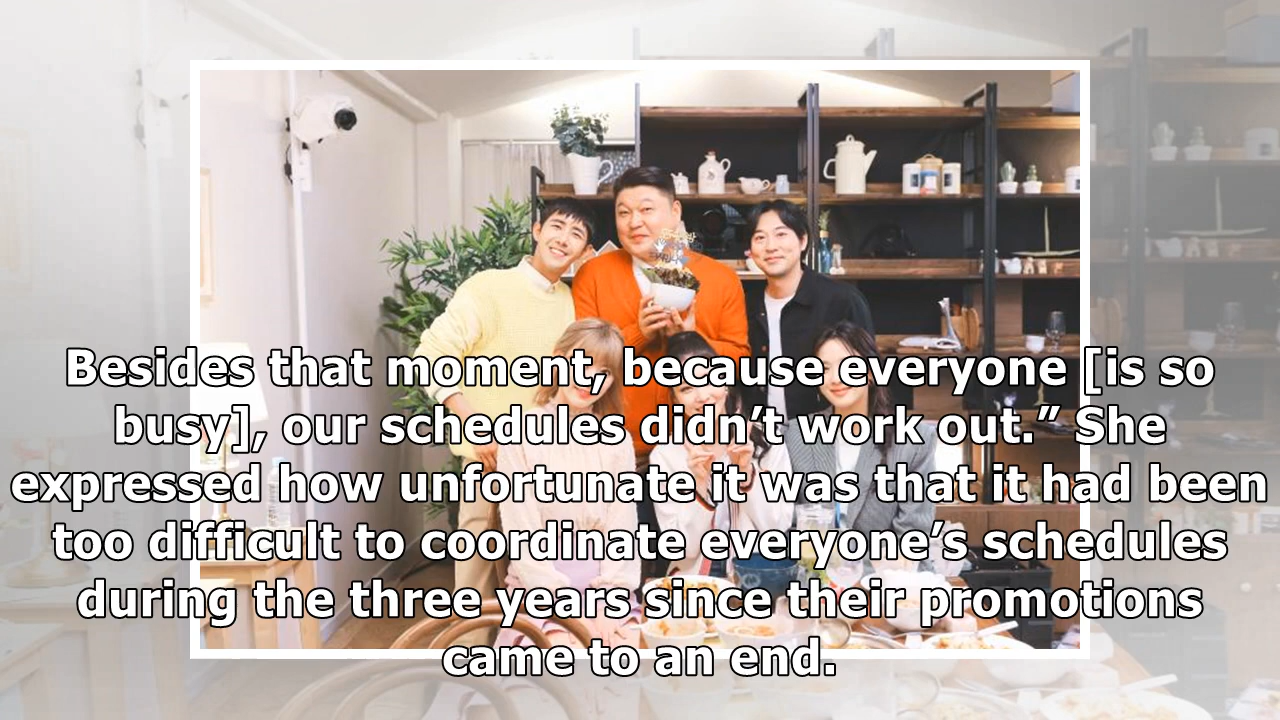 Besides that moment, because everyone [is so
busy], our schedules didn’t work out.” She
expressed how unfortunate it was that it had been
too difficult to coordinate everyone’s schedules
during the three years since their promotions
came to an end.